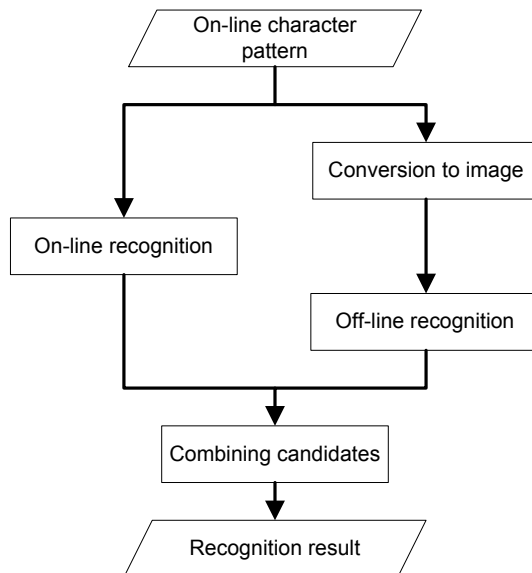 On-line character
pattern
Conversion to image
On-line recognition
Off-line recognition
Combining candidates
Recognition result